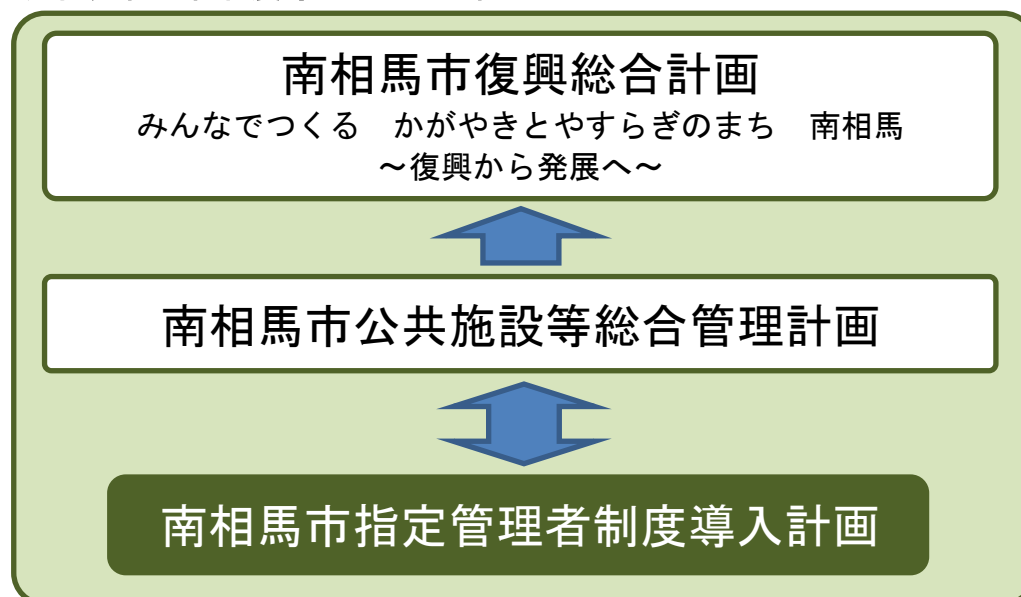 南相馬市復興総合計画
みんなでつくる　かがやきとやすらぎのまち　南相馬
～復興から発展へ～
南相馬市公共施設等総合管理計画
南相馬市指定管理者制度導入計画